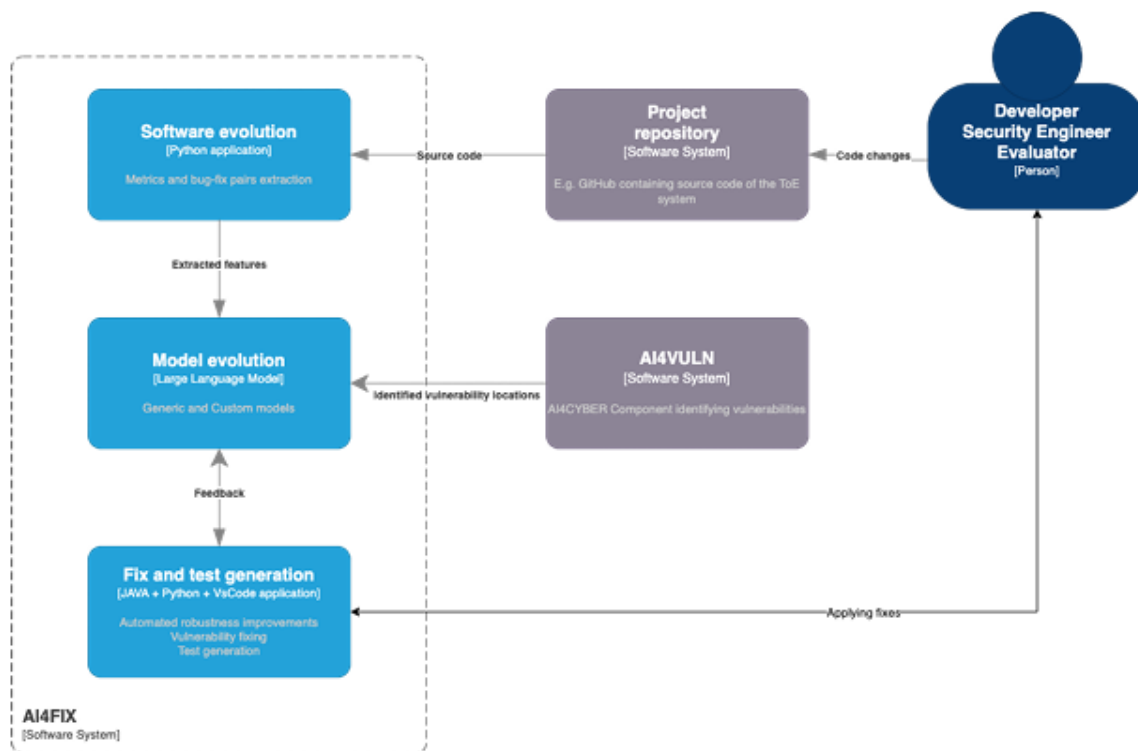 Software evolution
[Python application]
Metrics and bug-fix pairs extraction
Source code
Project
repository
[Software System]
E.g. GitHub containing source code of the ToE
system
Code changes
Developer
Security Engineer
Evaluator
[Person]
Extracted features
Model evolution
[Large Language Model]
Generic and Custom models
Identified vulnerability locations
AI4VULN
[Software System]
AI4CYBER Component identifying vulnerabilities
Feedback
Fix and test generation
[JAVA + Python + VsCode application]
Automated robustness improvements
Vulnerability fixing
Test generation
Applying fixes
AI4FIX
[Software System]